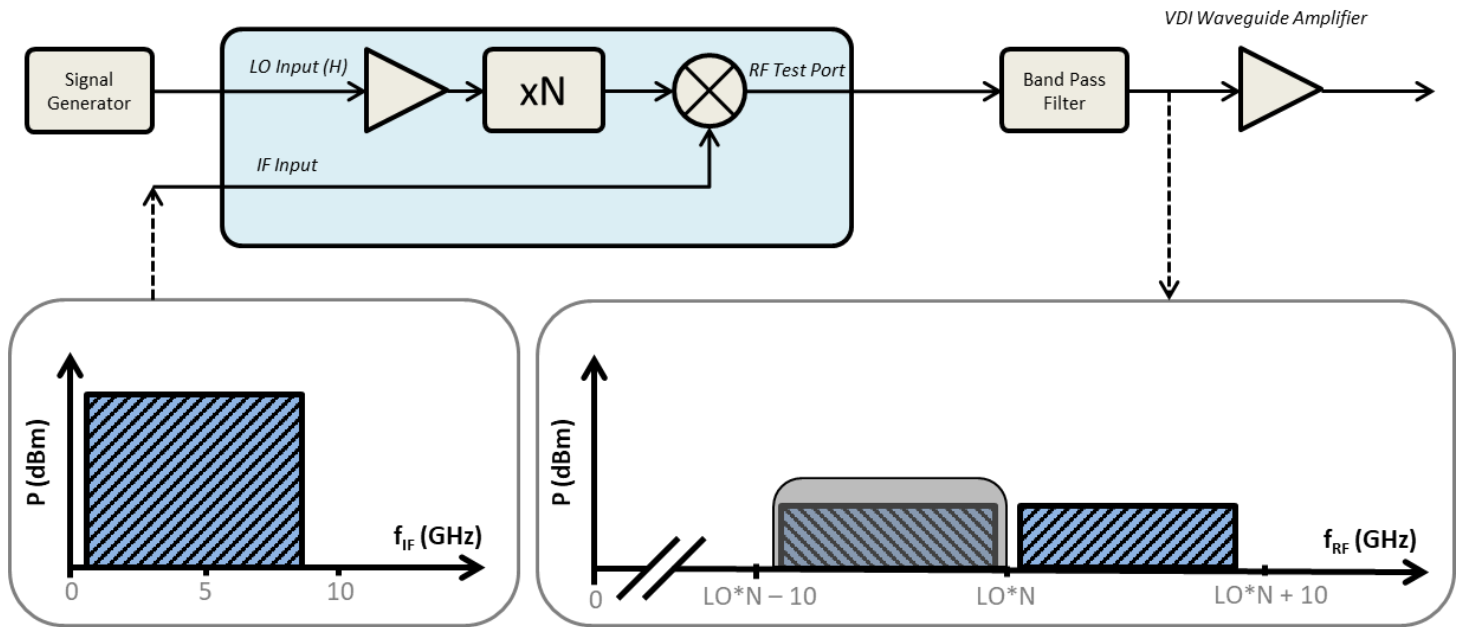 VDI Waveguide Amplifier
Signal
Generator
LO Input (H)
xN
RF Test Port
Band Pass
Filter
IF Input
P (dBm)
f_IF (GHz)
0
5
10
P (dBm)
f_RF (GHz)
0
LO*N – 10
LO*N
LO*N + 10